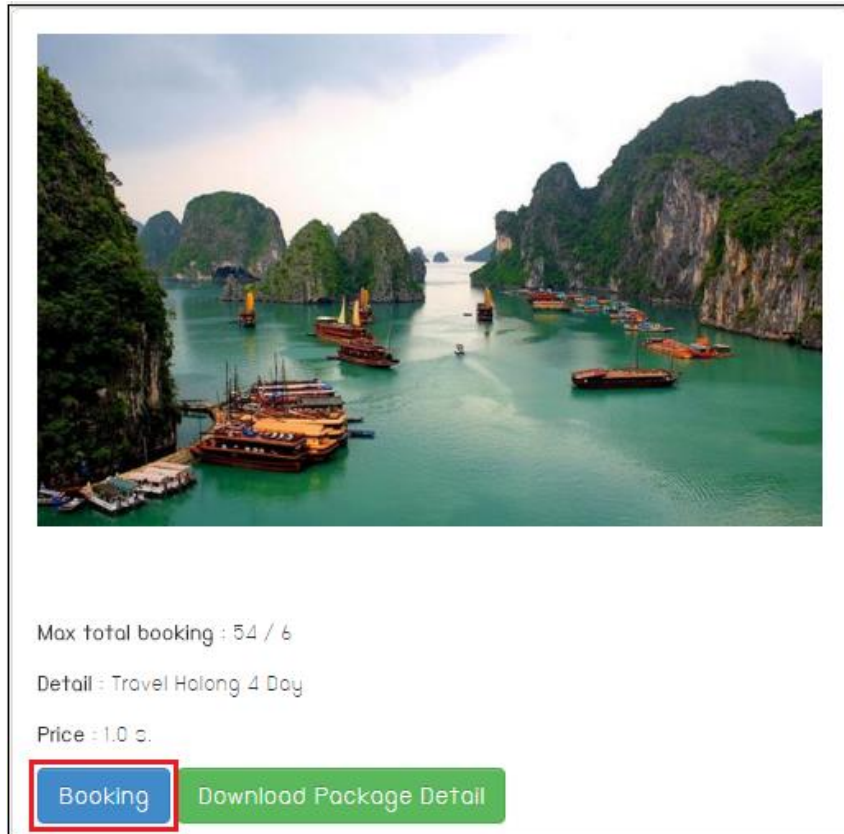 Max total booking : 54 / 6
Detail : Travel Halong 4 Day
Price : 1.0 ฿.
Booking
Download Package Detail